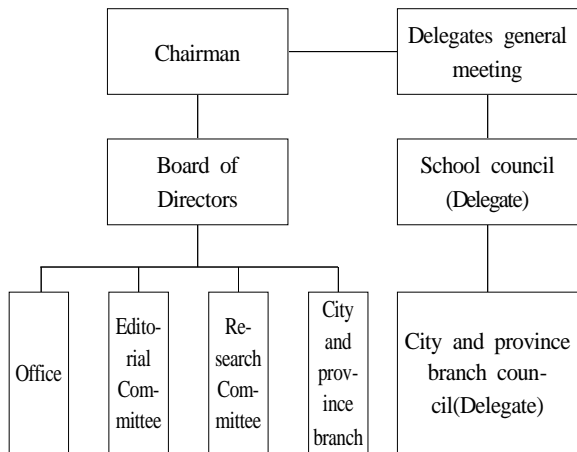 Chairman
Delegates general
meeting
Board of
Directors
School council
(Delegate)
Office
Edito-
rial
Com-
mittee
Re-
search
Com-
mittee
City
and
prov-
ince
branch
City and province
branch coun-
cil(Delegate)